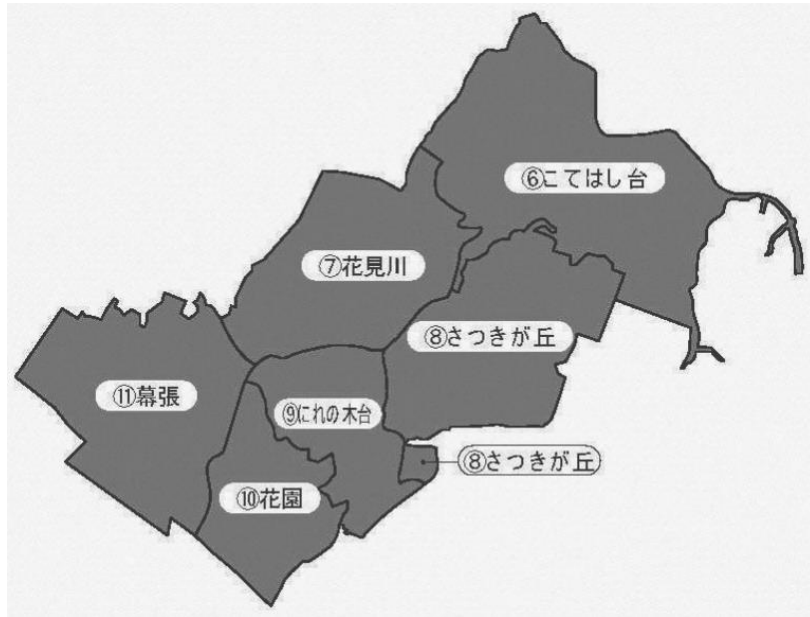 ⑥こてはし台
⑦花見川
⑧さつきが丘
⑪幕張
⑨にれの木台
⑧さつきが丘
⑩花園